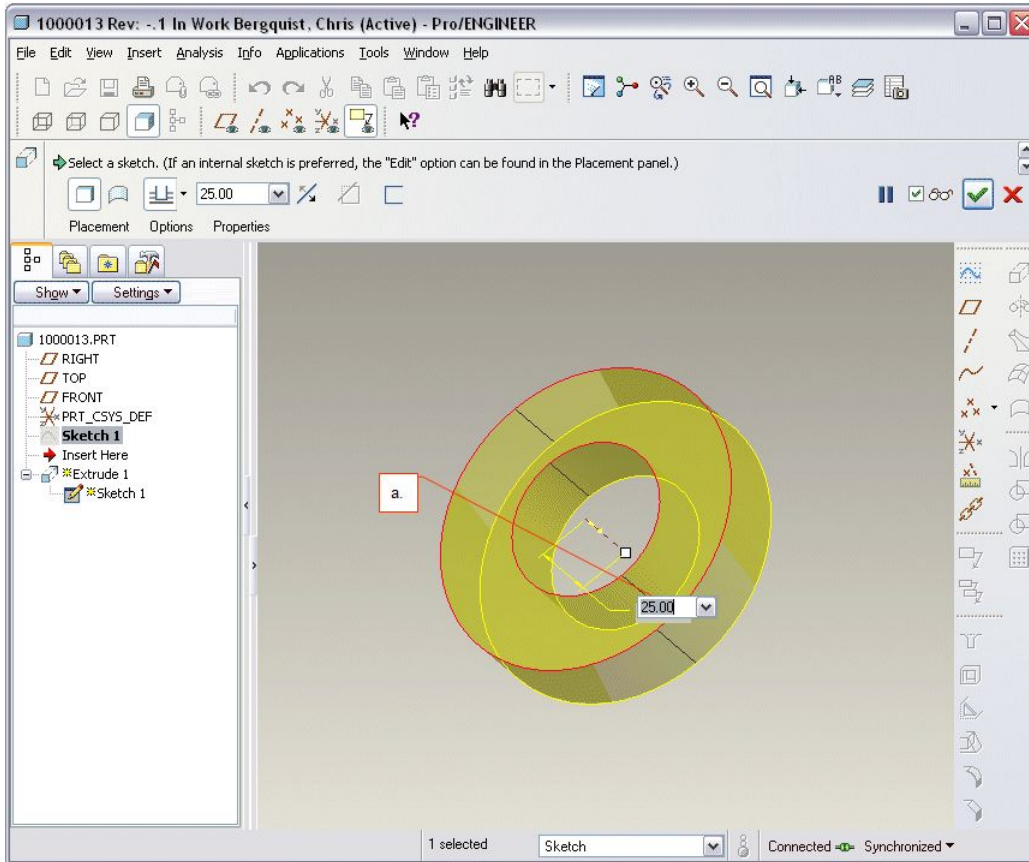 1000013 Rev: -.1 In Work Bergquist, Chris (Active) - Pro/ENGINEER
File Edit View Insert Analysis Info Applications Tools Window Help
AB
Select a sketch. (If an internal sketch is preferred, the "Edit" option can be found in the Placement panel.)
25.00
Placement Options Properties
Show Settings
1000013.PRT
RIGHT
TOP
FRONT
PRT_CSYS_DEF
Sketch 1
Insert Here
Extrude 1
Sketch 1
a.
25.00
1 selected Sketch Connected Synchronized